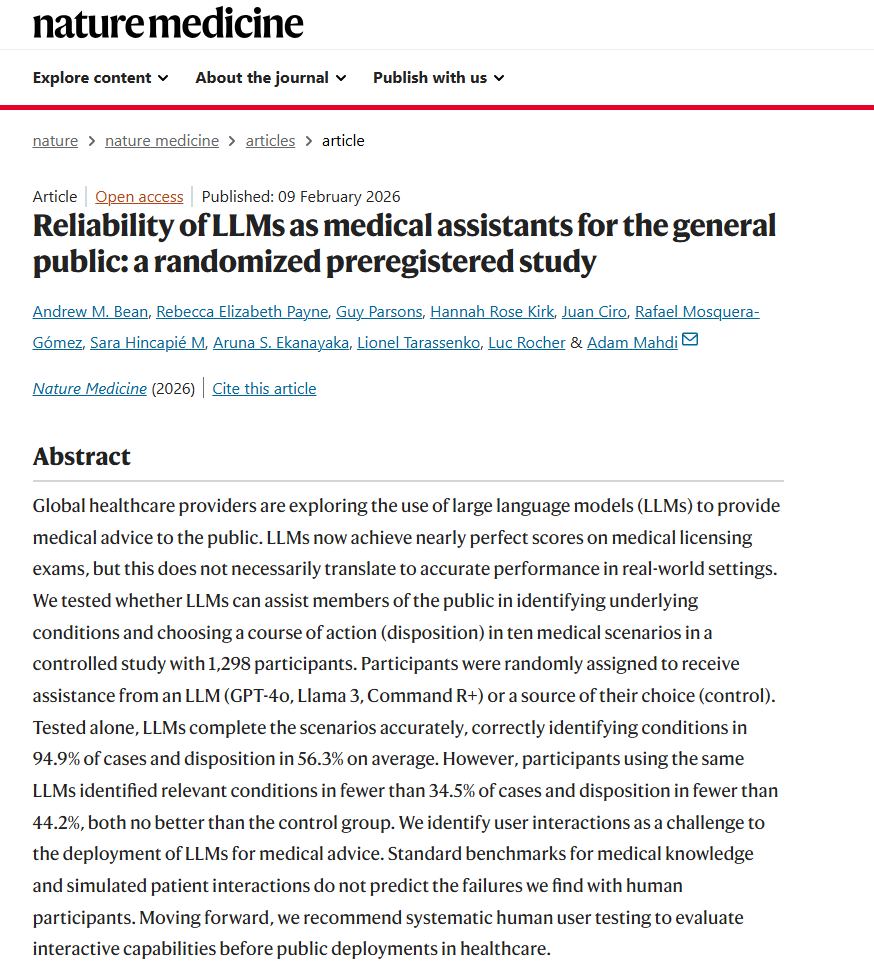 nature medicine
Explore content About the journal Publish with us
nature > nature medicine > articles > article
Article Open access Published: 09 February 2026
Reliability of LLMs as medical assistants for the general
public: a randomized preregistered study
Andrew M. Bean, Rebecca Elizabeth Payne, Guy Parsons, Hannah Rose Kirk, Juan Ciro, Rafael Mosquera-
Gómez, Sara Hincapié M, Aruna S. Ekanayaka, Lionel Tarassenko, Luc Rocher & Adam Mahdi
Nature Medicine (2026) Cite this article
Abstract
Global healthcare providers are exploring the use of large language models (LLMs) to provide
medical advice to the public. LLMs now achieve nearly perfect scores on medical licensing
exams, but this does not necessarily translate to accurate performance in real-world settings.
We tested whether LLMs can assist members of the public in identifying underlying
conditions and choosing a course of action (disposition) in ten medical scenarios in a
controlled study with 1,298 participants. Participants were randomly assigned to receive
assistance from an LLM (GPT-4o, Llama 3, Command R+) or a source of their choice (control).
Tested alone, LLMs complete the scenarios accurately, correctly identifying conditions in
94.9% of cases and disposition in 56.3% on average. However, participants using the same
LLMs identified relevant conditions in fewer than 34.5% of cases and disposition in fewer than
44.2%, both no better than the control group. We identify user interactions as a challenge to
the deployment of LLMs for medical advice. Standard benchmarks for medical knowledge
and simulated patient interactions do not predict the failures we find with human
participants. Moving forward, we recommend systematic human user testing to evaluate
interactive capabilities before public deployments in healthcare.